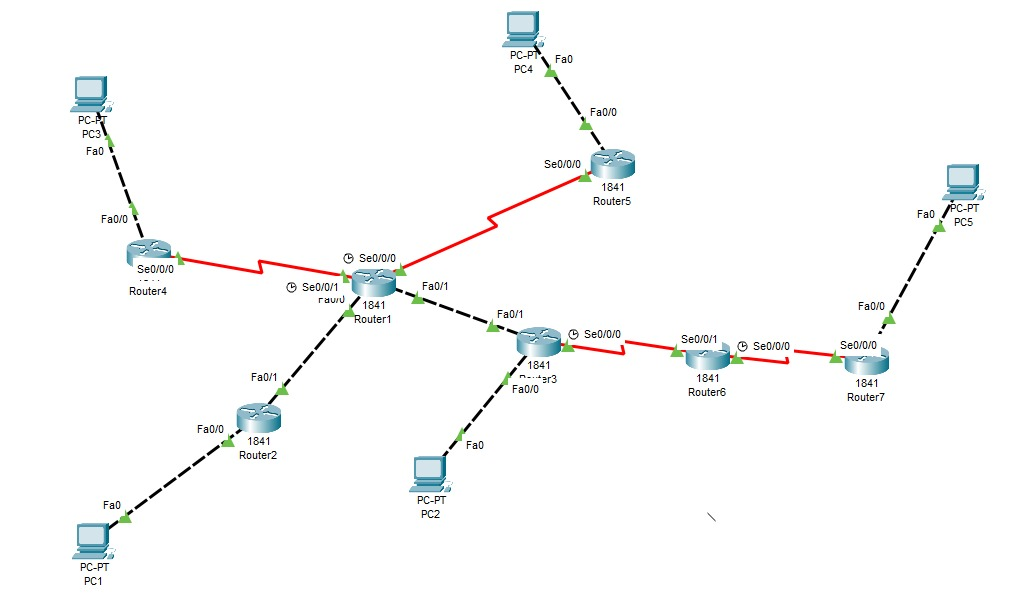 PC-PT
PC4
Fa0
Fa0/0
Se0/0/0
1841
Router5
PC-PT
PC3
Fa0
Fa0/0
Se0/0/0
Router4
PC-PT
PC5
Fa0
Fa0/0
Se0/0/0
Se0/0/1
Fa0/0
1841
Router1
Fa0/1
Fa0/1
Se0/0/0
1841
Fa0/0
Se0/0/1
Se0/0/0
1841
Router6
Se0/0/0
1841
Router7
Fa0/1
Fa0/0
1841
Router2
Fa0
PC-PT
PC2
Fa0
PC-PT
PC1